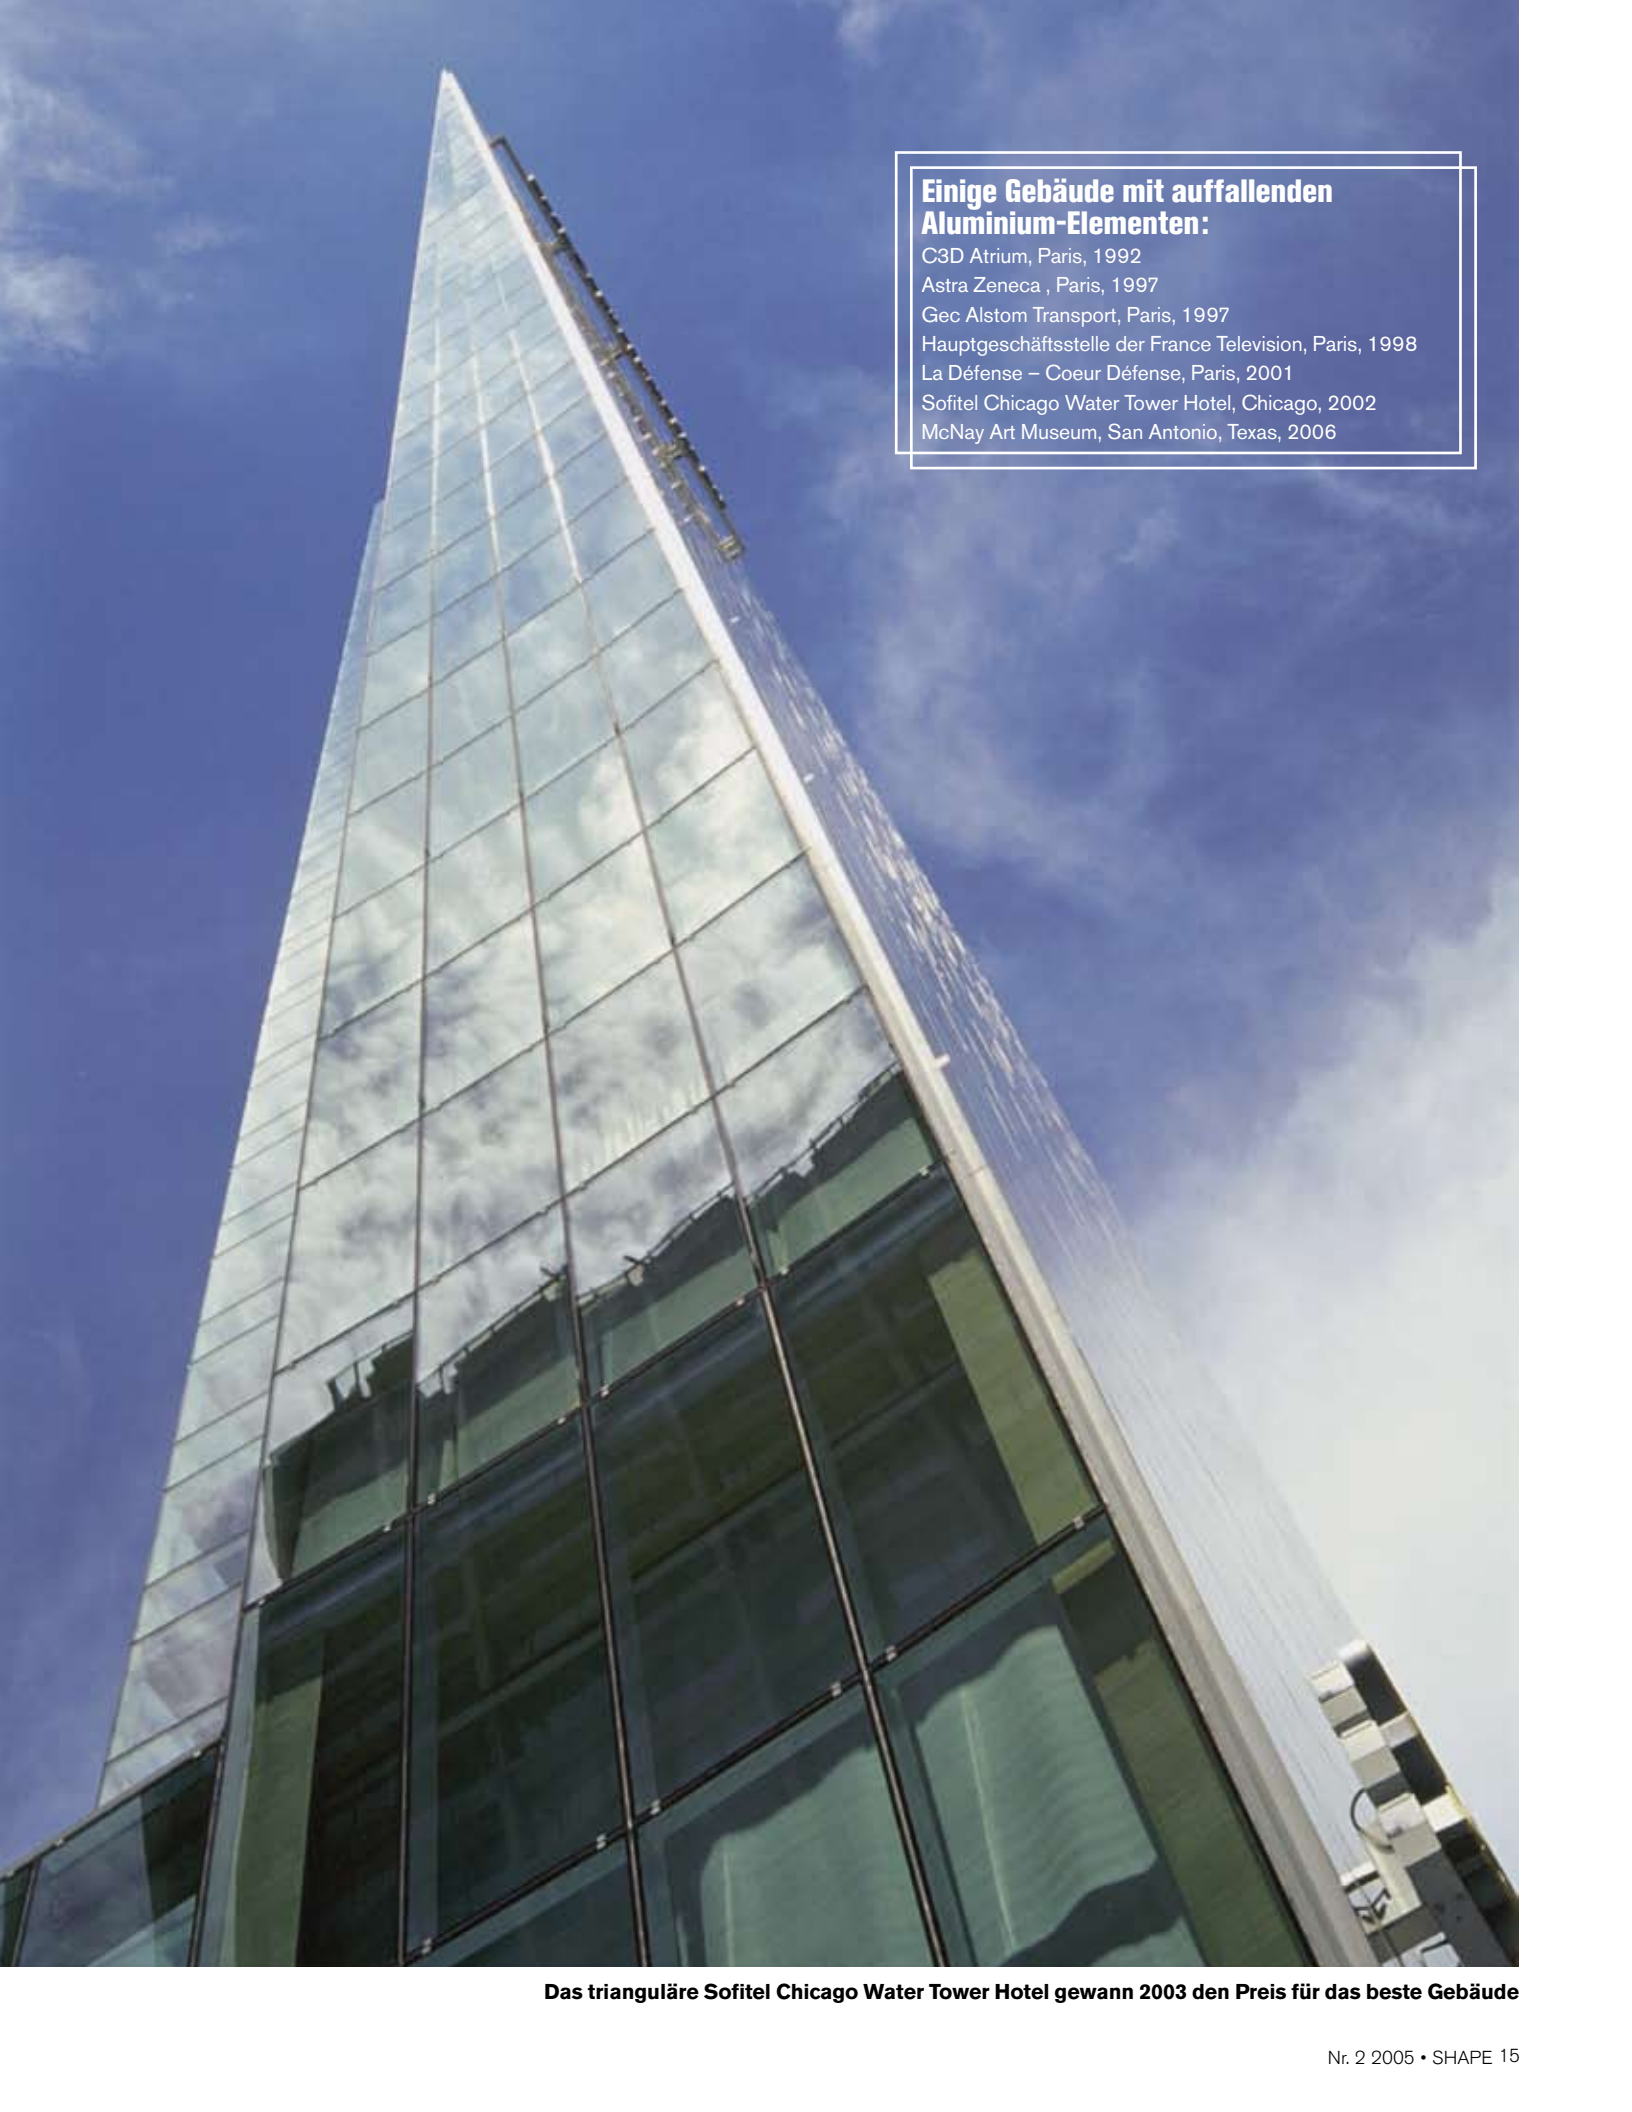 Einige Gebäude mit auffallenden
Aluminium-Elementen:
C3D Atrium, Paris, 1992
Astra Zeneca , Paris, 1997
Gec Alstom Transport, Paris, 1997
Hauptgeschäftsstelle der France Television, Paris, 1998
La Défense – Coeur Défense, Paris, 2001
Sofitel Chicago Water Tower Hotel, Chicago, 2002
McNay Art Museum, San Antonio, Texas, 2006
Das trianguläre Sofitel Chicago Water Tower Hotel gewann 2003 den Preis für das beste Gebäude
Nr. 2 2005 • SHAPE 15